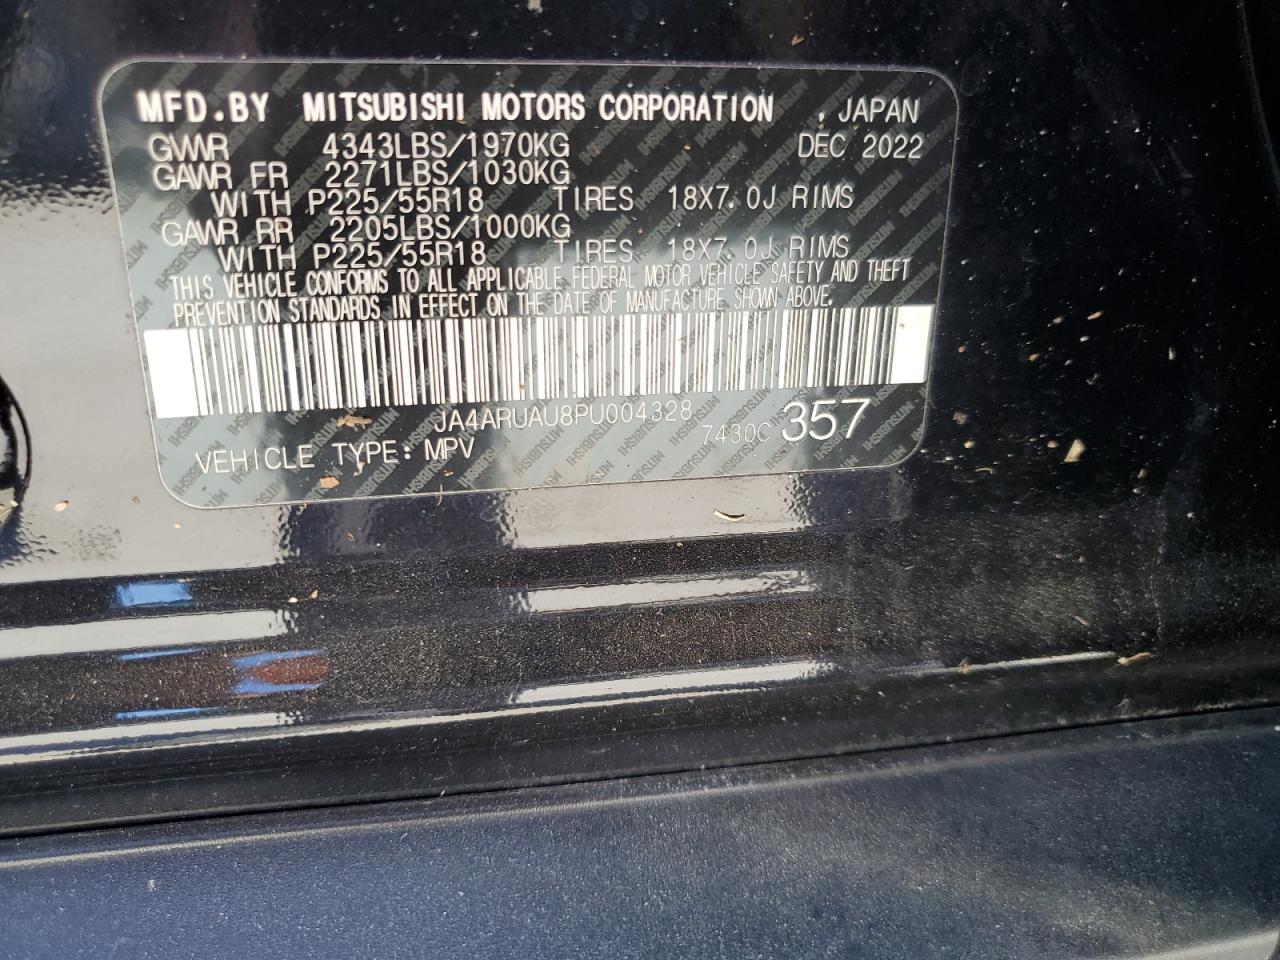 MFD.BY MITSUBISHI MOTORS CORPORATION , JAPAN
GVWR 4343LBS/1970KG DEC 2022
GAWR FR 2271LBS/1030KG
WITH P225/55R18 TIRES 18X7.0J RIMS
GAWR RR 2205LBS/1000KG
WITH P225/55R18 TIRES 18X7.0J RIMS
THIS VEHICLE CONFORMS TO ALL APPLICABLE FEDERAL MOTOR VEHICLE SAFETY AND THEFT
PREVENTION STANDARDS IN EFFECT ON THE DATE OF MANUFACTURE SHOWN ABOVE.
JA4ARUAU8PU004328
7430C 357
VEHICLE TYPE: MPV